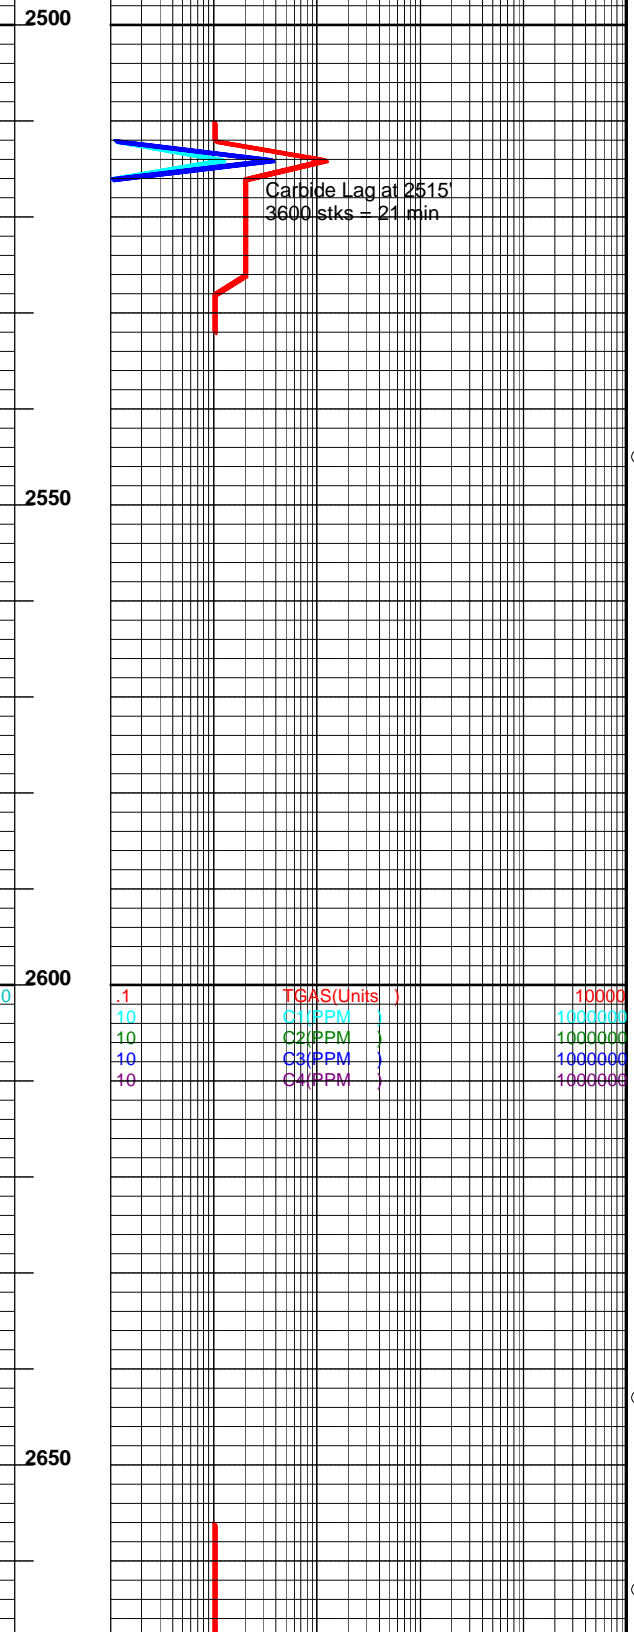 2500
Carbide Lag at 2515'
3600 stks = 21 min
2550
2600
0 .1 TGAS(Units ) 10000
10 C1(PPM ) 1000000
10 C2(PPM ) 1000000
10 C3(PPM ) 1000000
10 C4(PPM ) 1000000
2650